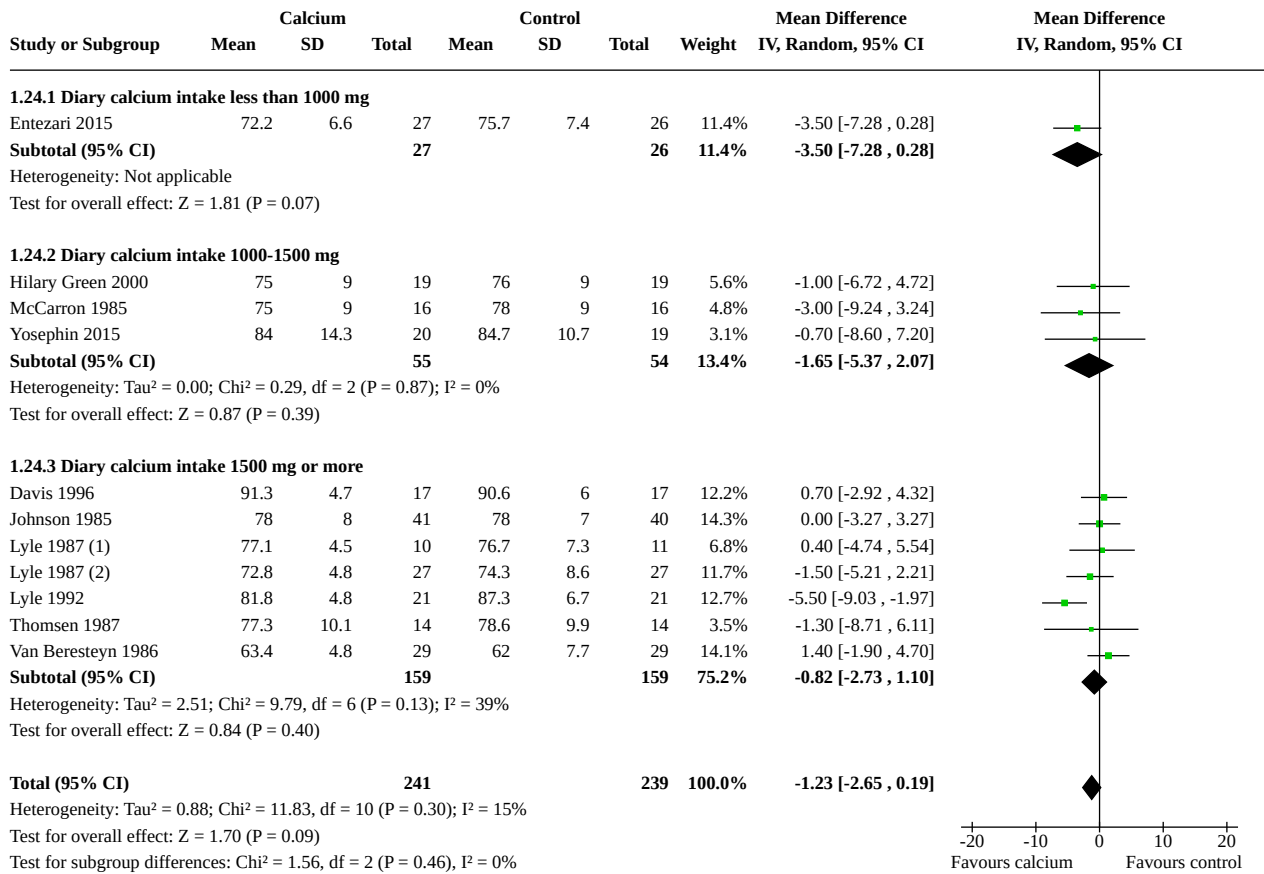 Calcium Control Mean Difference Mean Difference
Study or Subgroup Mean SD Total Mean SD Total Weight IV, Random, 95% CI IV, Random, 95% CI
1.24.1 Diary calcium intake less than 1000 mg
Entezari 2015 72.2 6.6 27 75.7 7.4 26 11.4% -3.50 [-7.28 , 0.28]
Subtotal (95% CI) 27 26 11.4% -3.50 [-7.28 , 0.28]
Heterogeneity: Not applicable
Test for overall effect: Z = 1.81 (P = 0.07)
1.24.2 Diary calcium intake 1000-1500 mg
Hilary Green 2000 75 9 19 76 9 19 5.6% -1.00 [-6.72 , 4.72]
McCarron 1985 75 9 16 78 9 16 4.8% -3.00 [-9.24 , 3.24]
Yosephin 2015 84 14.3 20 84.7 10.7 19 3.1% -0.70 [-8.60 , 7.20]
Subtotal (95% CI) 55 54 13.4% -1.65 [-5.37 , 2.07]
Heterogeneity: Tau² = 0.00; Chi² = 0.29, df = 2 (P = 0.87); I² = 0%
Test for overall effect: Z = 0.87 (P = 0.39)
1.24.3 Diary calcium intake 1500 mg or more
Davis 1996 91.3 4.7 17 90.6 6 17 12.2% 0.70 [-2.92 , 4.32]
Johnson 1985 78 8 41 78 7 40 14.3% 0.00 [-3.27 , 3.27]
Lyle 1987 (1) 77.1 4.5 10 76.7 7.3 11 6.8% 0.40 [-4.74 , 5.54]
Lyle 1987 (2) 72.8 4.8 27 74.3 8.6 27 11.7% -1.50 [-5.21 , 2.21]
Lyle 1992 81.8 4.8 21 87.3 6.7 21 12.7% -5.50 [-9.03 , -1.97]
Thomsen 1987 77.3 10.1 14 78.6 9.9 14 3.5% -1.30 [-8.71 , 6.11]
Van Beresteyn 1986 63.4 4.8 29 62 7.7 29 14.1% 1.40 [-1.90 , 4.70]
Subtotal (95% CI) 159 159 75.2% -0.82 [-2.73 , 1.10]
Heterogeneity: Tau² = 2.51; Chi² = 9.79, df = 6 (P = 0.13); I² = 39%
Test for overall effect: Z = 0.84 (P = 0.40)
Total (95% CI) 241 239 100.0% -1.23 [-2.65 , 0.19]
Heterogeneity: Tau² = 0.88; Chi² = 11.83, df = 10 (P = 0.30); I² = 15%
Test for overall effect: Z = 1.70 (P = 0.09)
-20 -10 0 10 20
Test for subgroup differences: Chi² = 1.56, df = 2 (P = 0.46), I² = 0%
Favours calcium Favours control